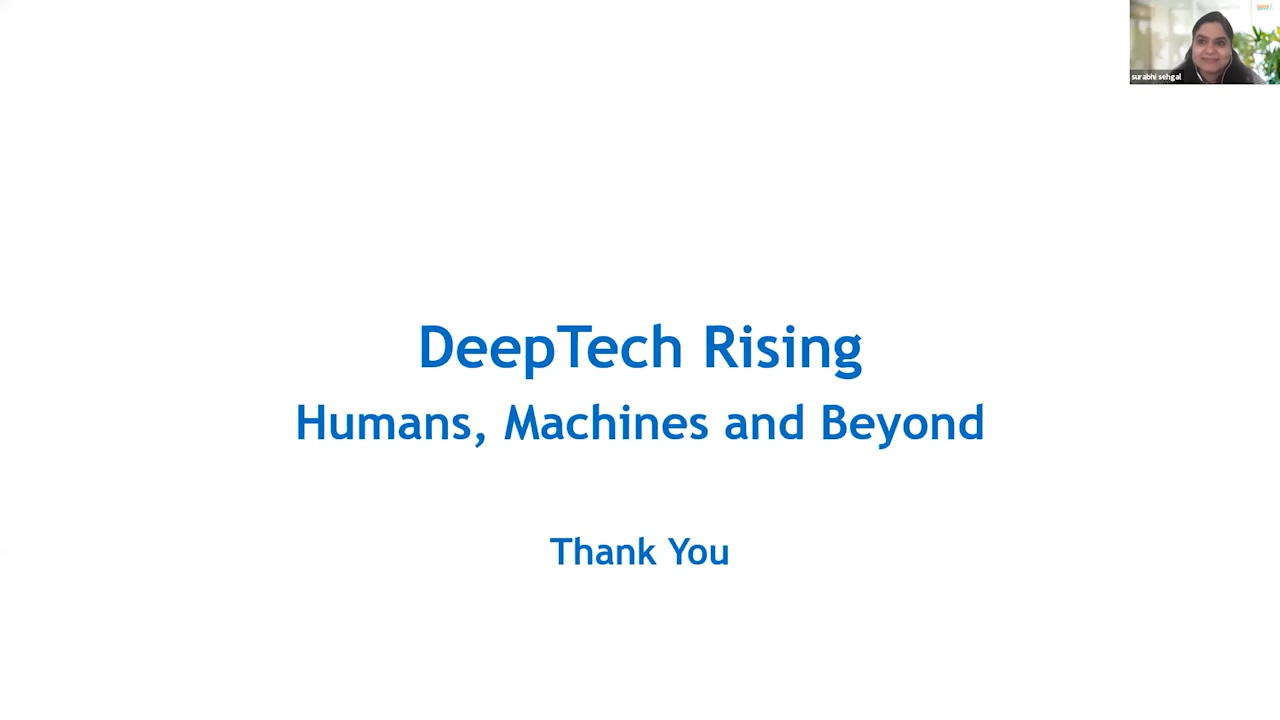 surabhi sehgal
DeepTech Rising
Humans, Machines and Beyond
Thank You